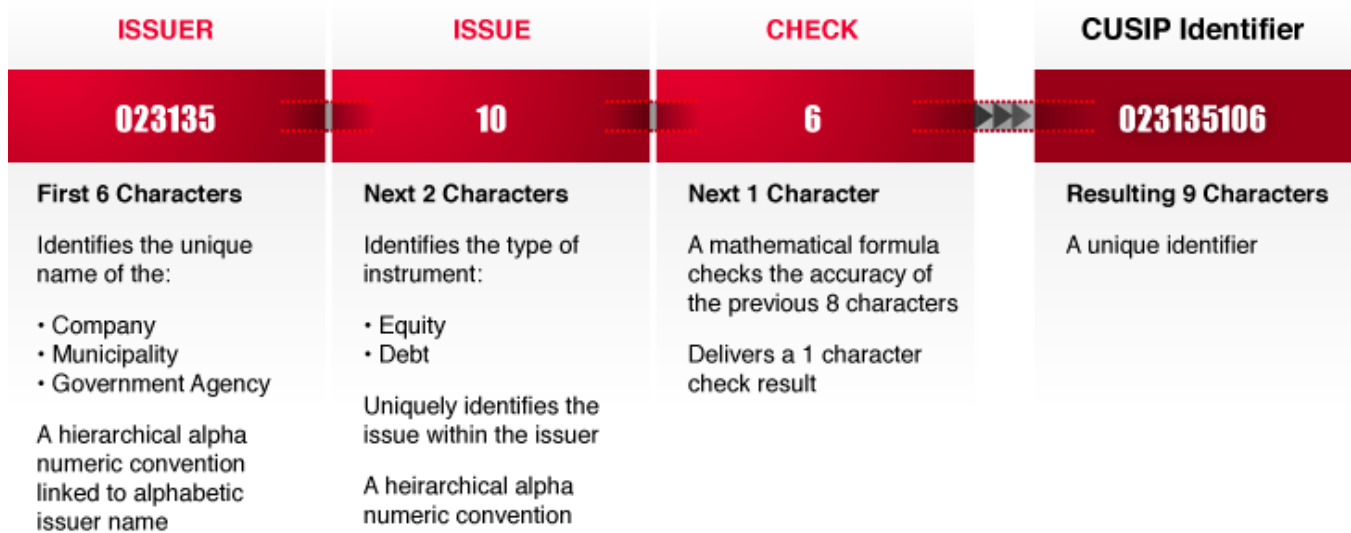 ISSUER
ISSUE
CHECK
CUSIP Identifier
023135
10
6
023135106
First 6 Characters
Identifies the unique
name of the:
• Company
• Municipality
• Government Agency
A hierarchical alpha
numeric convention
linked to alphabetic
issuer name
Next 2 Characters
Identifies the type of
instrument:
• Equity
• Debt
Uniquely identifies the
issue within the issuer
A heirarchical alpha
numeric convention
Next 1 Character
A mathematical formula
checks the accuracy of
the previous 8 characters
Delivers a 1 character
check result
Resulting 9 Characters
A unique identifier